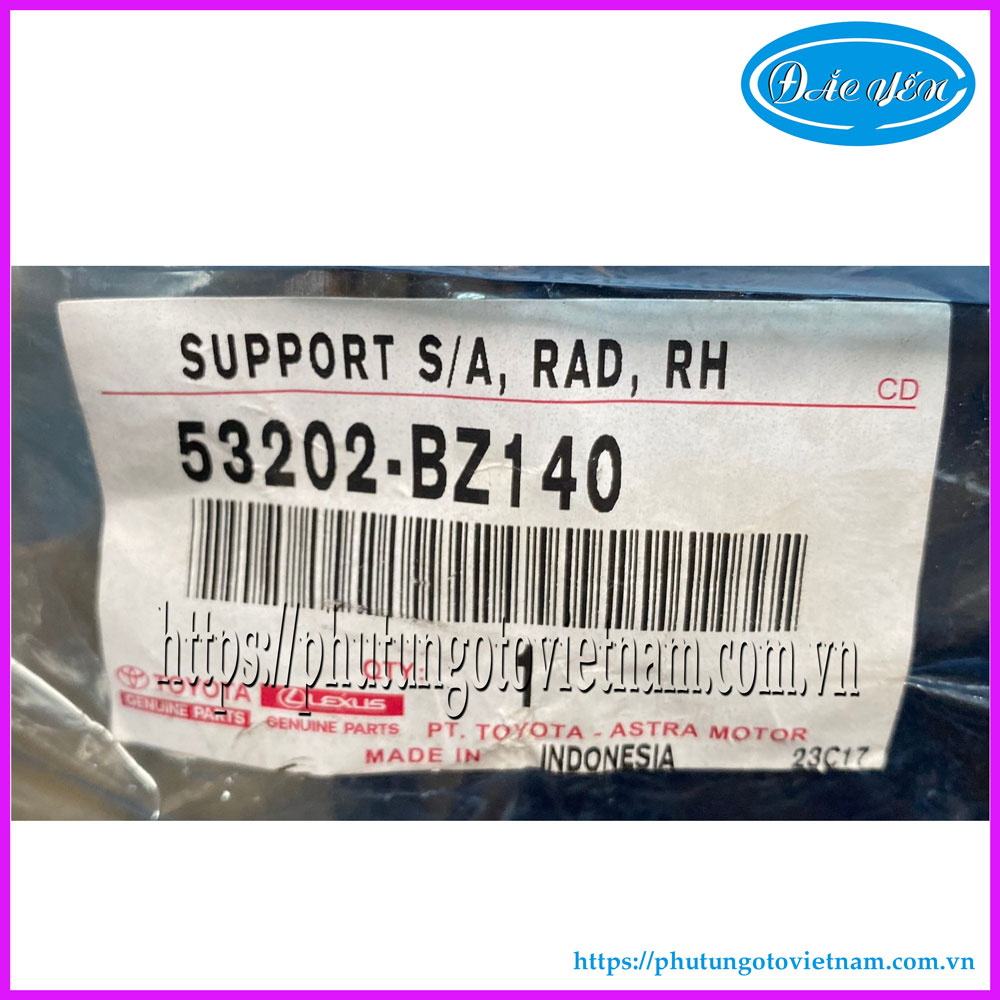 ĐẮC YẾN
SUPPORT S/A, RAD, RH
CD
53202-BZ140
https://phutungotovietnam.com.vn
QTY: 1
TOYOTA
GENUINE PARTS
LEXUS
GENUINE PARTS
PT. TOYOTA - ASTRA MOTOR
MADE IN INDONESIA 23C17
https://phutungotovietnam.com.vn